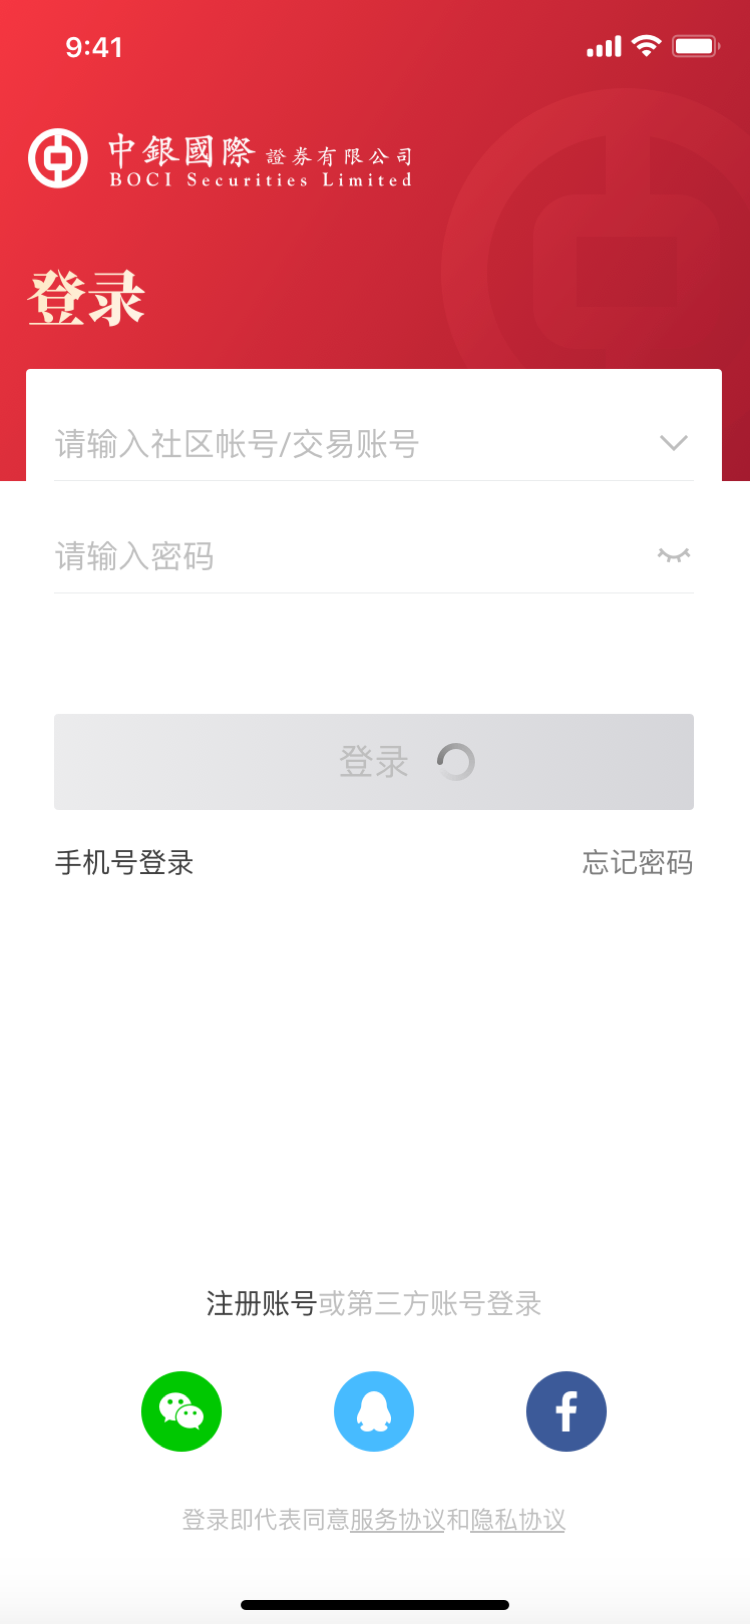 9:41
中銀國際 證券有限公司
BOCI Securities Limited
登录
请输入社区帐号/交易账号
请输入密码
登录
手机号登录 忘记密码
注册账号或第三方账号登录
登录即代表同意服务协议和隐私协议